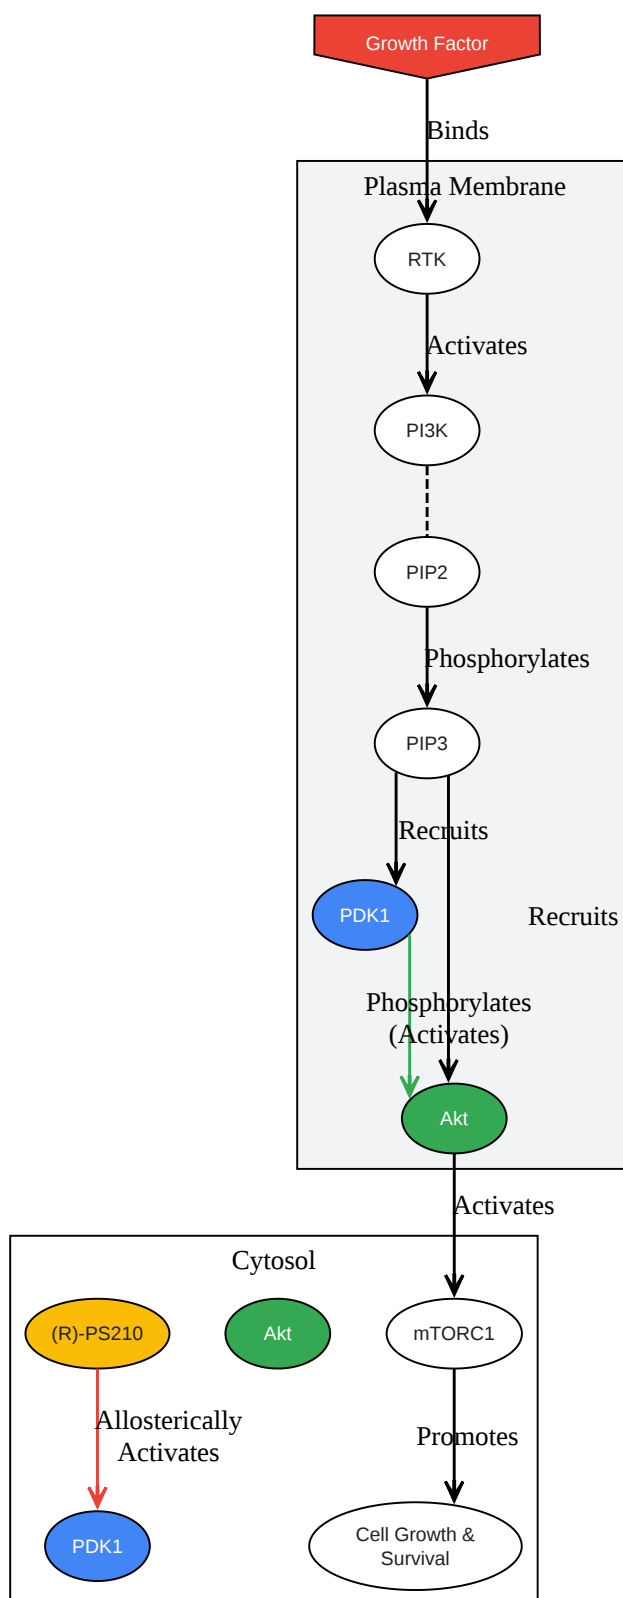 Growth Factor
Binds
Plasma Membrane
RTK
Activates
PI3K
PIP2
Phosphorylates
PIP3
Recruits
PDK1
Recruits
Phosphorylates
(Activates)
Akt
Activates
Cytosol
(R)-PS210
Akt
mTORC1
Allosterically
Activates
Promotes
PDK1
Cell Growth &
Survival